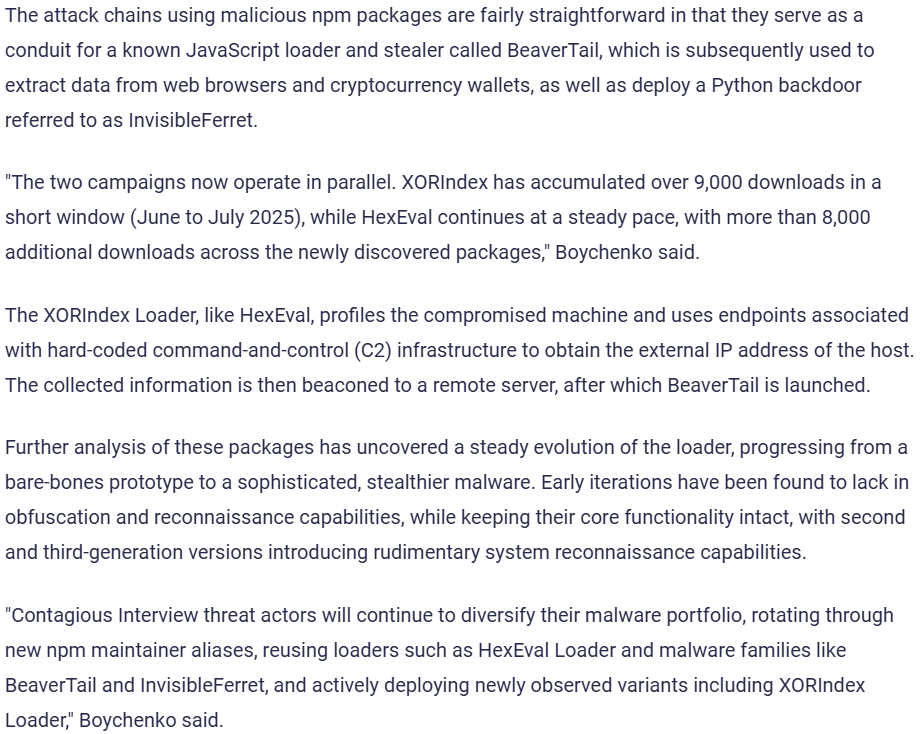 The attack chains using malicious npm packages are fairly straightforward in that they serve as a
conduit for a known JavaScript loader and stealer called BeaverTail, which is subsequently used to
extract data from web browsers and cryptocurrency wallets, as well as deploy a Python backdoor
referred to as InvisibleFerret.
"The two campaigns now operate in parallel. XORIndex has accumulated over 9,000 downloads in a
short window (June to July 2025), while HexEval continues at a steady pace, with more than 8,000
additional downloads across the newly discovered packages," Boychenko said.
The XORIndex Loader, like HexEval, profiles the compromised machine and uses endpoints associated
with hard-coded command-and-control (C2) infrastructure to obtain the external IP address of the host.
The collected information is then beaconed to a remote server, after which BeaverTail is launched.
Further analysis of these packages has uncovered a steady evolution of the loader, progressing from a
bare-bones prototype to a sophisticated, stealthier malware. Early iterations have been found to lack in
obfuscation and reconnaissance capabilities, while keeping their core functionality intact, with second
and third-generation versions introducing rudimentary system reconnaissance capabilities.
"Contagious Interview threat actors will continue to diversify their malware portfolio, rotating through
new npm maintainer aliases, reusing loaders such as HexEval Loader and malware families like
BeaverTail and InvisibleFerret, and actively deploying newly observed variants including XORIndex
Loader," Boychenko said.